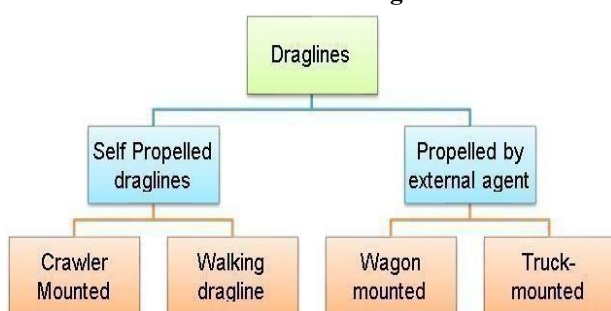 Draglines
Self Propelled
draglines
Propelled by
external agent
Crawler
Mounted
Walking
dragline
Wagon
mounted
Truck-
mounted